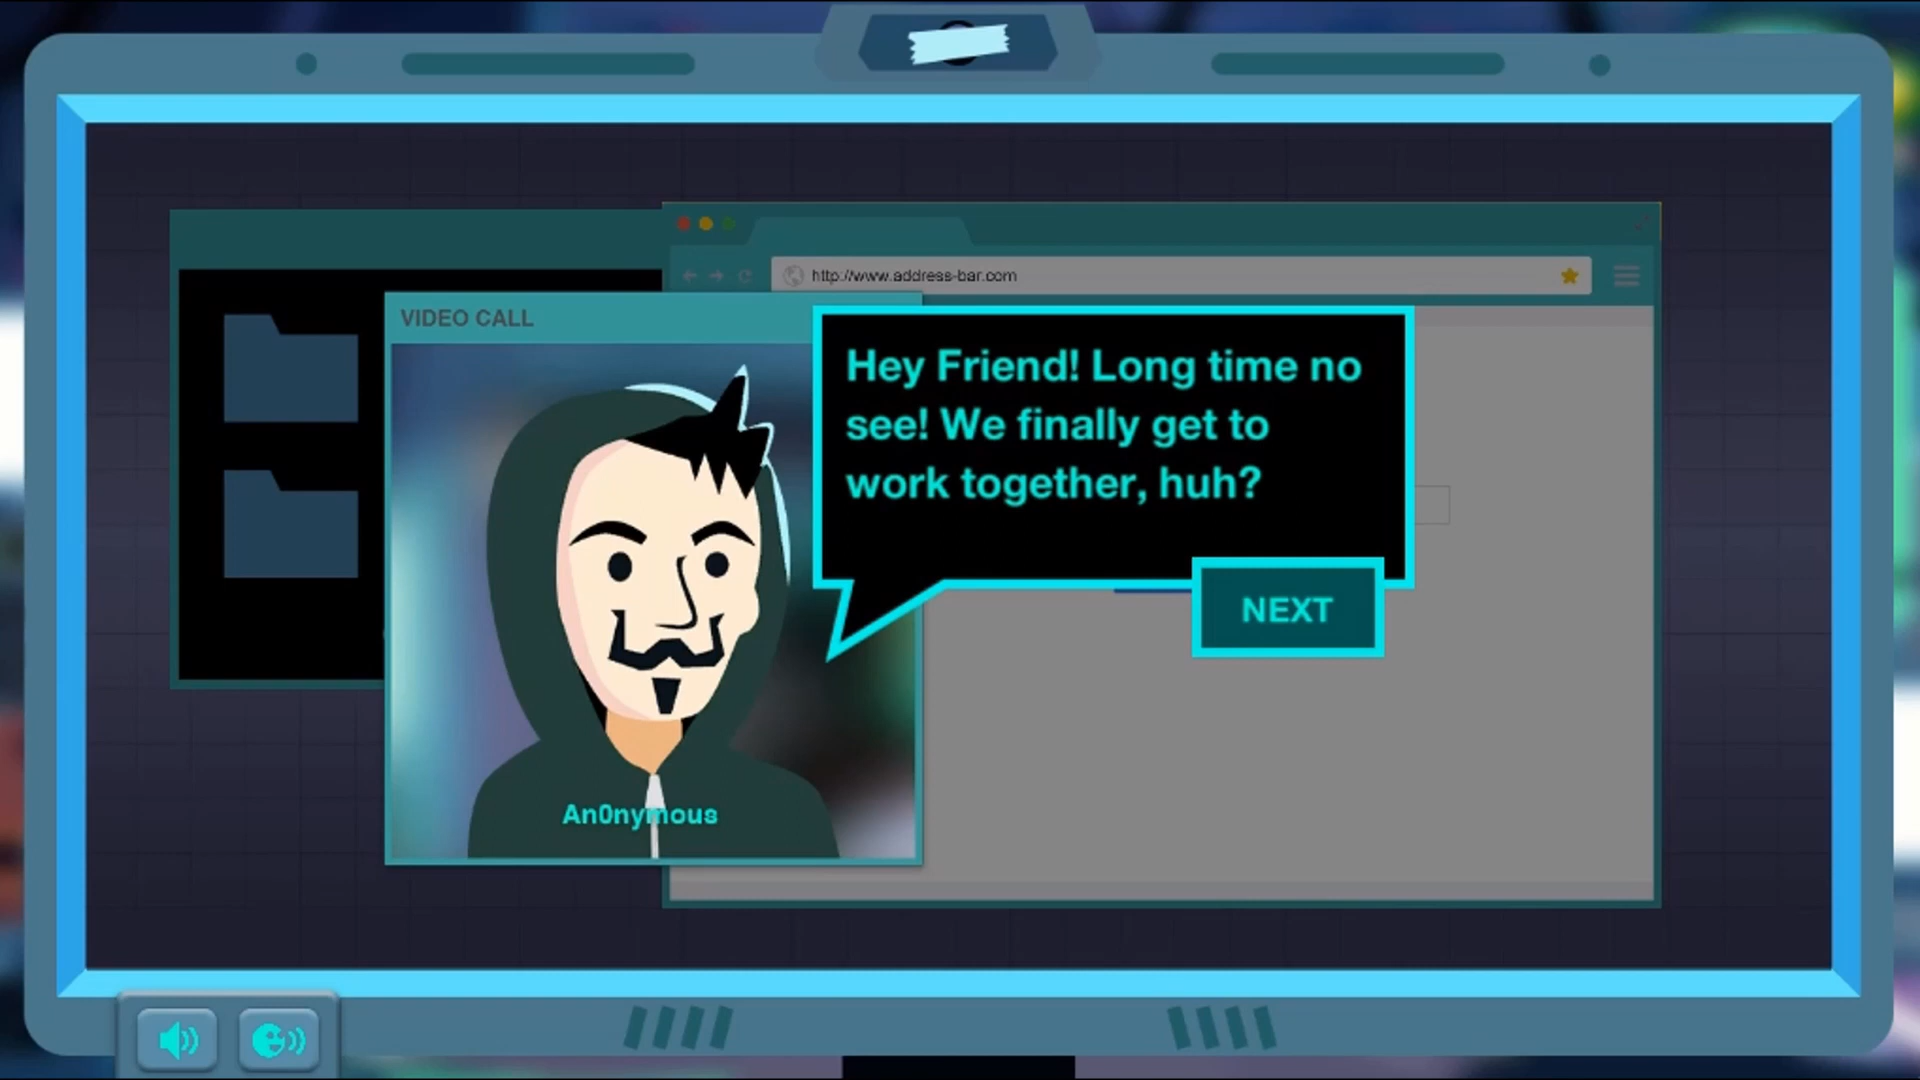 http://www.address-bar.com
VIDEO CALL
Hey Friend! Long time no
see! We finally get to
work together, huh?
NEXT
An0nymous